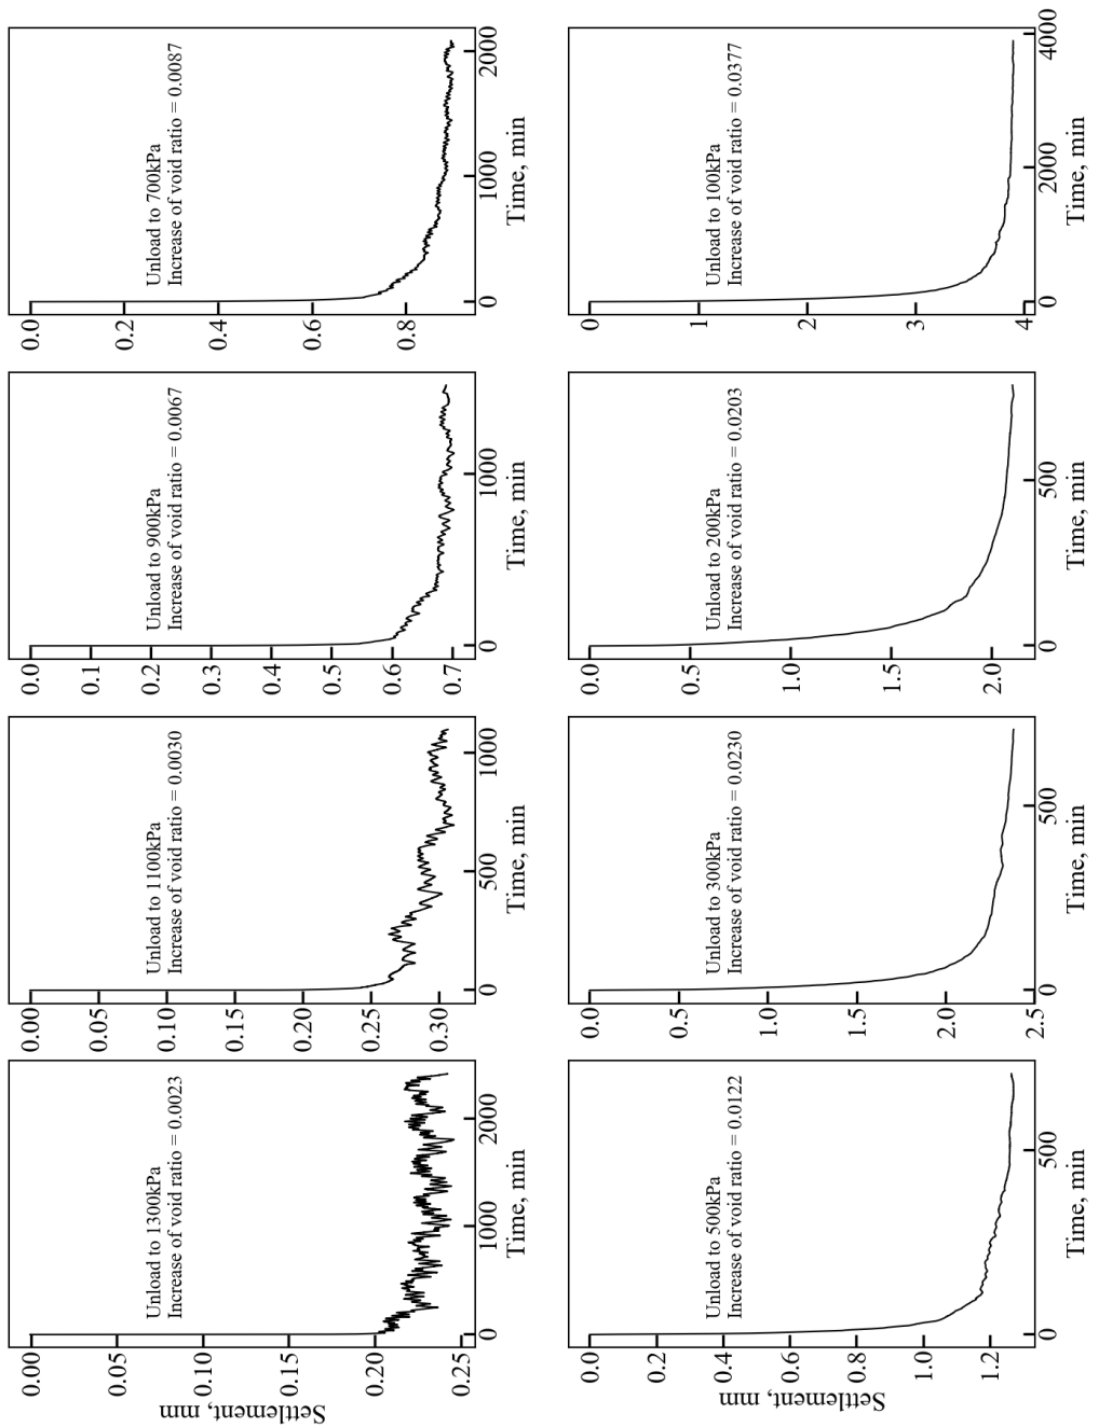 Unload to 1300kPa
Increase of void ratio = 0.0023
0.00
0.05
0.10
0.15
0.20
0.25
Settlement, mm
0
1000
2000
Time, min
Unload to 1100kPa
Increase of void ratio = 0.0030
0.00
0.05
0.10
0.15
0.20
0.25
0.30
0
500
1000
Time, min
Unload to 900kPa
Increase of void ratio = 0.0067
0.0
0.1
0.2
0.3
0.4
0.5
0.6
0.7
0
1000
Time, min
Unload to 700kPa
Increase of void ratio = 0.0087
0.0
0.2
0.4
0.6
0.8
0
1000
2000
Time, min
Unload to 500kPa
Increase of void ratio = 0.0122
0.0
0.2
0.4
0.6
0.8
1.0
1.2
Settlement, mm
0
500
Time, min
Unload to 300kPa
Increase of void ratio = 0.0230
0.0
0.5
1.0
1.5
2.0
2.5
0
500
Time, min
Unload to 200kPa
Increase of void ratio = 0.0203
0.0
0.5
1.0
1.5
2.0
0
500
Time, min
Unload to 100kPa
Increase of void ratio = 0.0377
0
1
2
3
4
0
2000
4000
Time, min